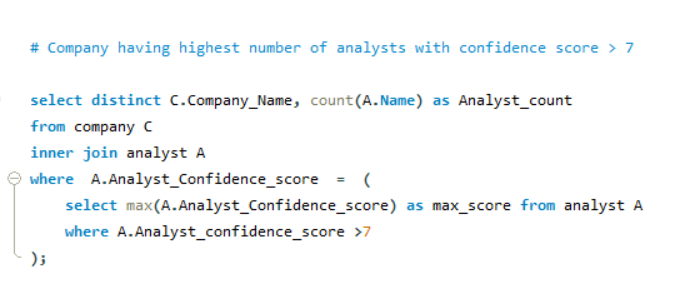 # Company having highest number of analysts with confidence score > 7
select distinct C.Company_Name, count(A.Name) as Analyst_count
from company C
inner join analyst A
where A.Analyst_Confidence_score = (
select max(A.Analyst_Confidence_score) as max_score from analyst A
where A.Analyst_confidence_score >7
);